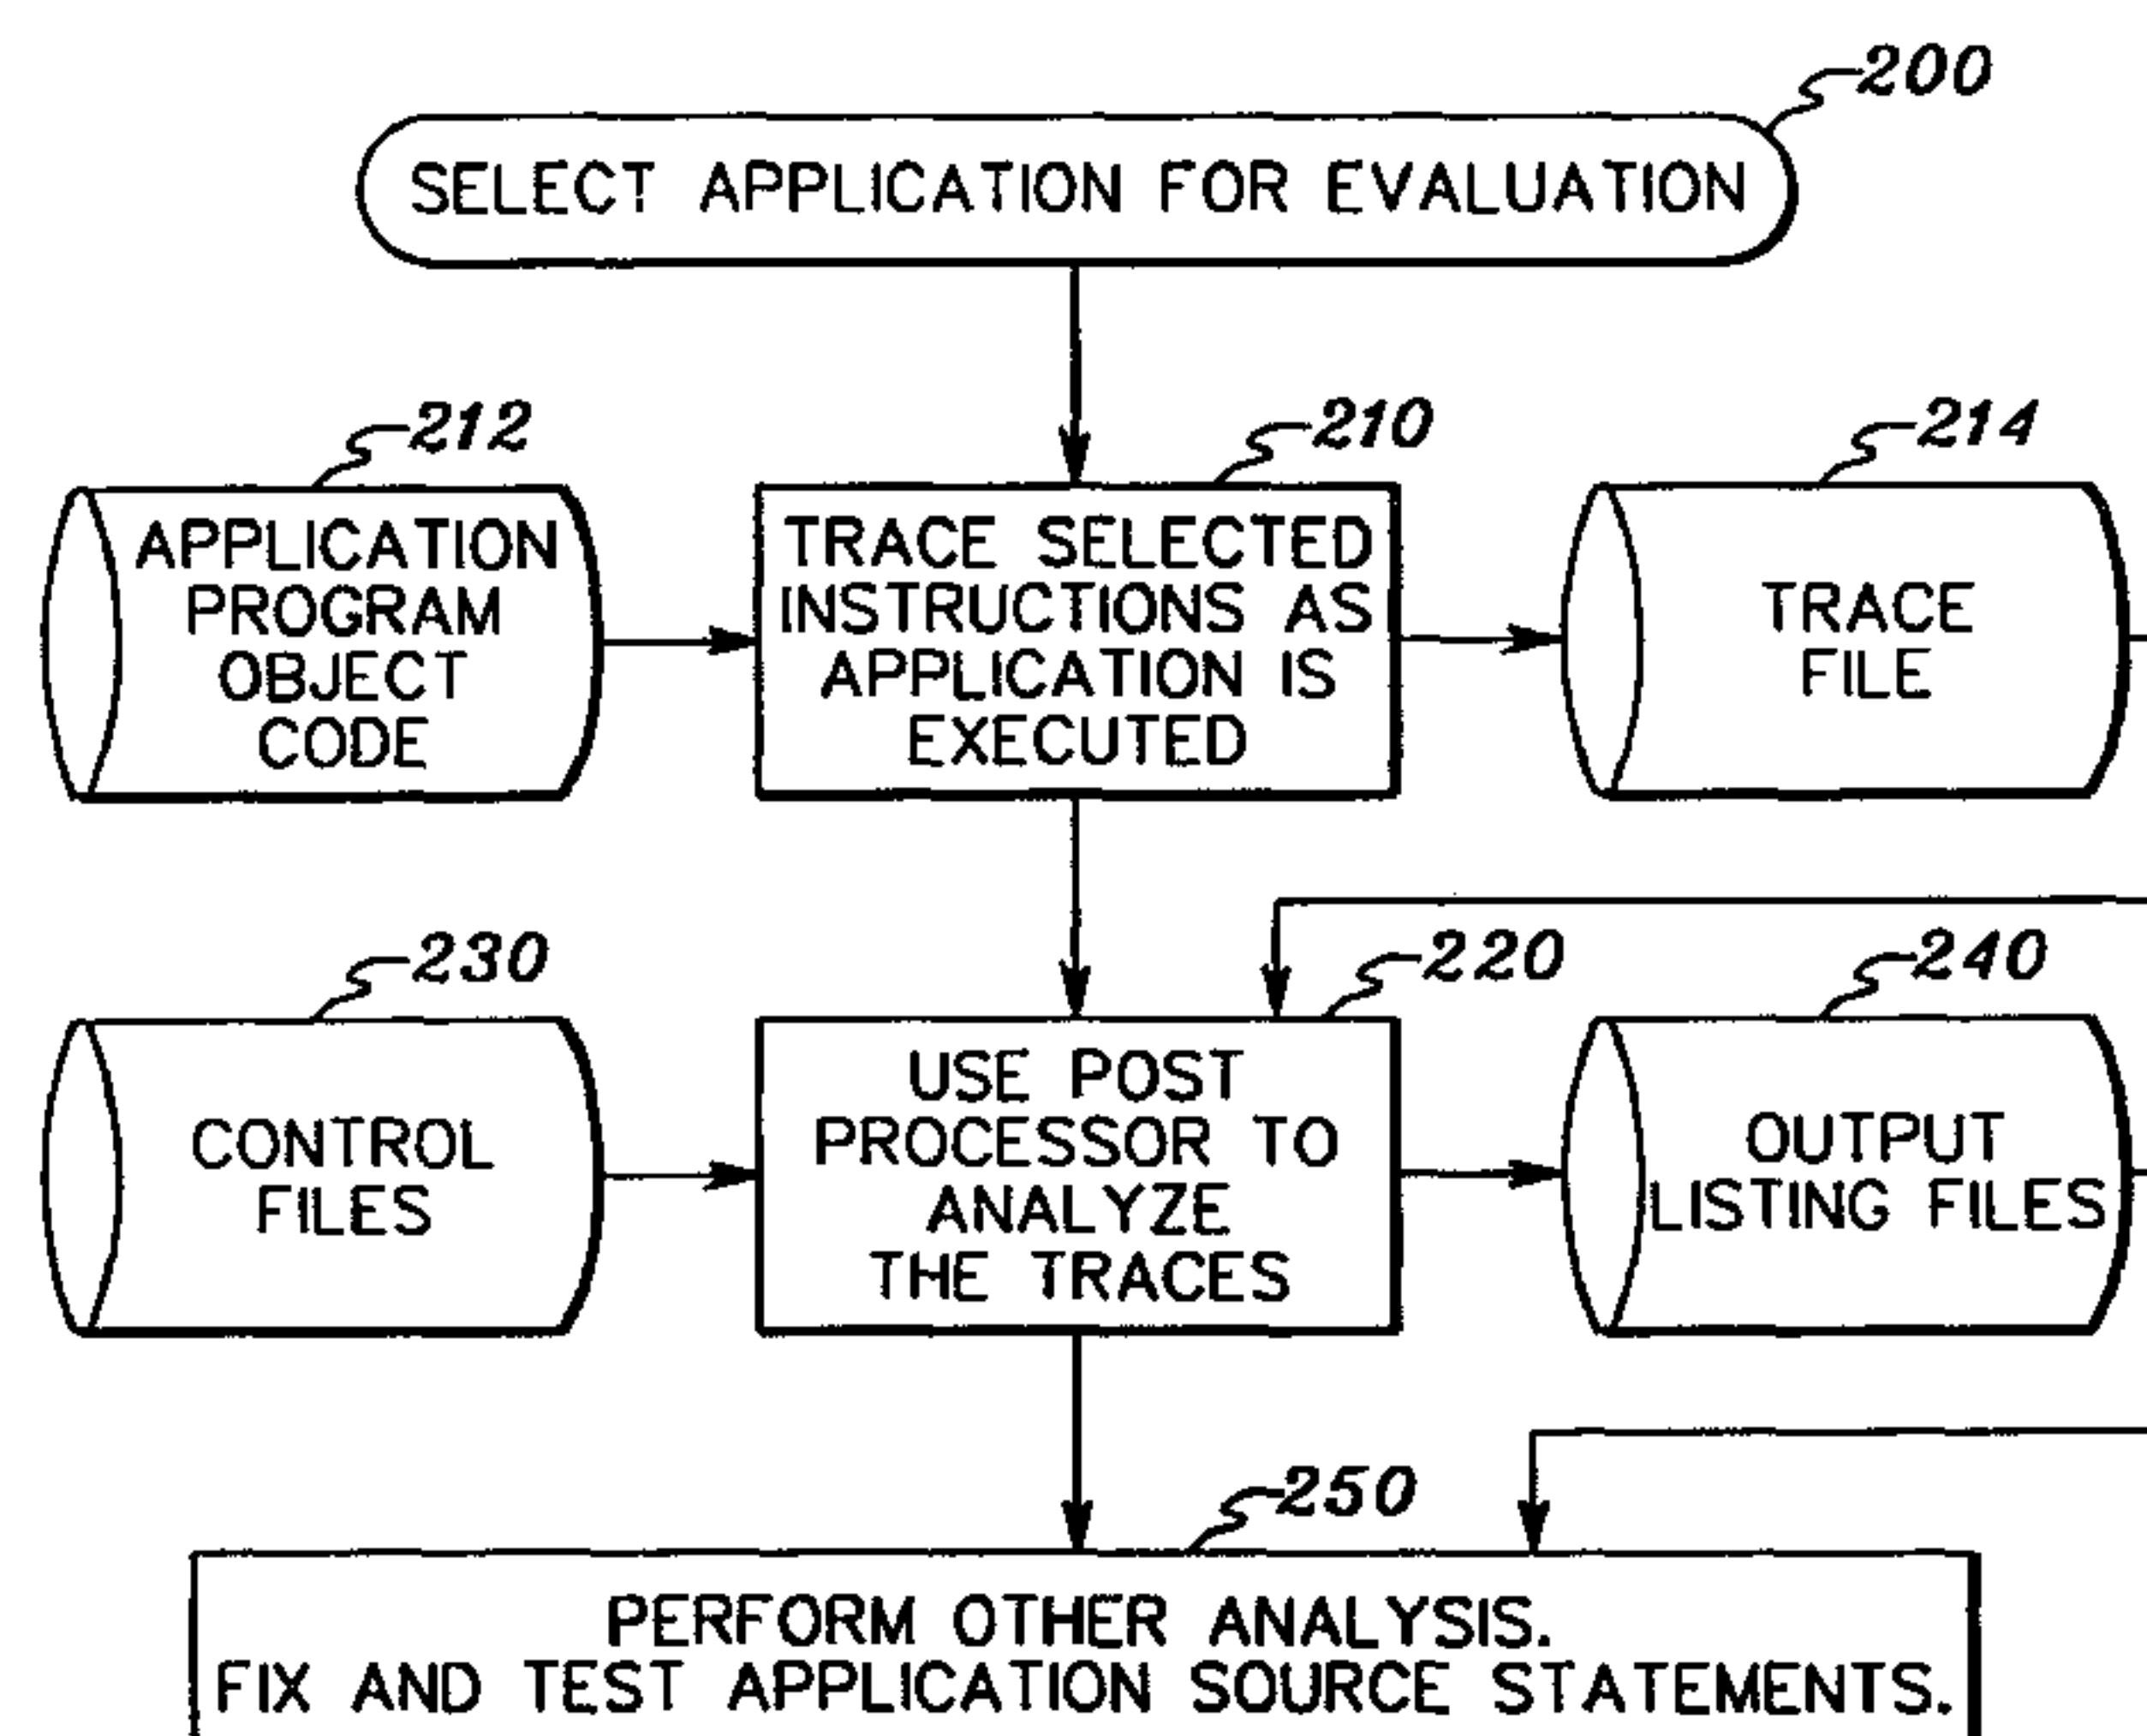 200
SELECT APPLICATION FOR EVALUATION
212
APPLICATION
PROGRAM
OBJECT
CODE
210
TRACE SELECTED
INSTRUCTIONS AS
APPLICATION IS
EXECUTED
214
TRACE
FILE
230
CONTROL
FILES
220
USE POST
PROCESSOR TO
ANALYZE
THE TRACES
240
OUTPUT
LISTING FILES
250
PERFORM OTHER ANALYSIS.
FIX AND TEST APPLICATION SOURCE STATEMENTS.